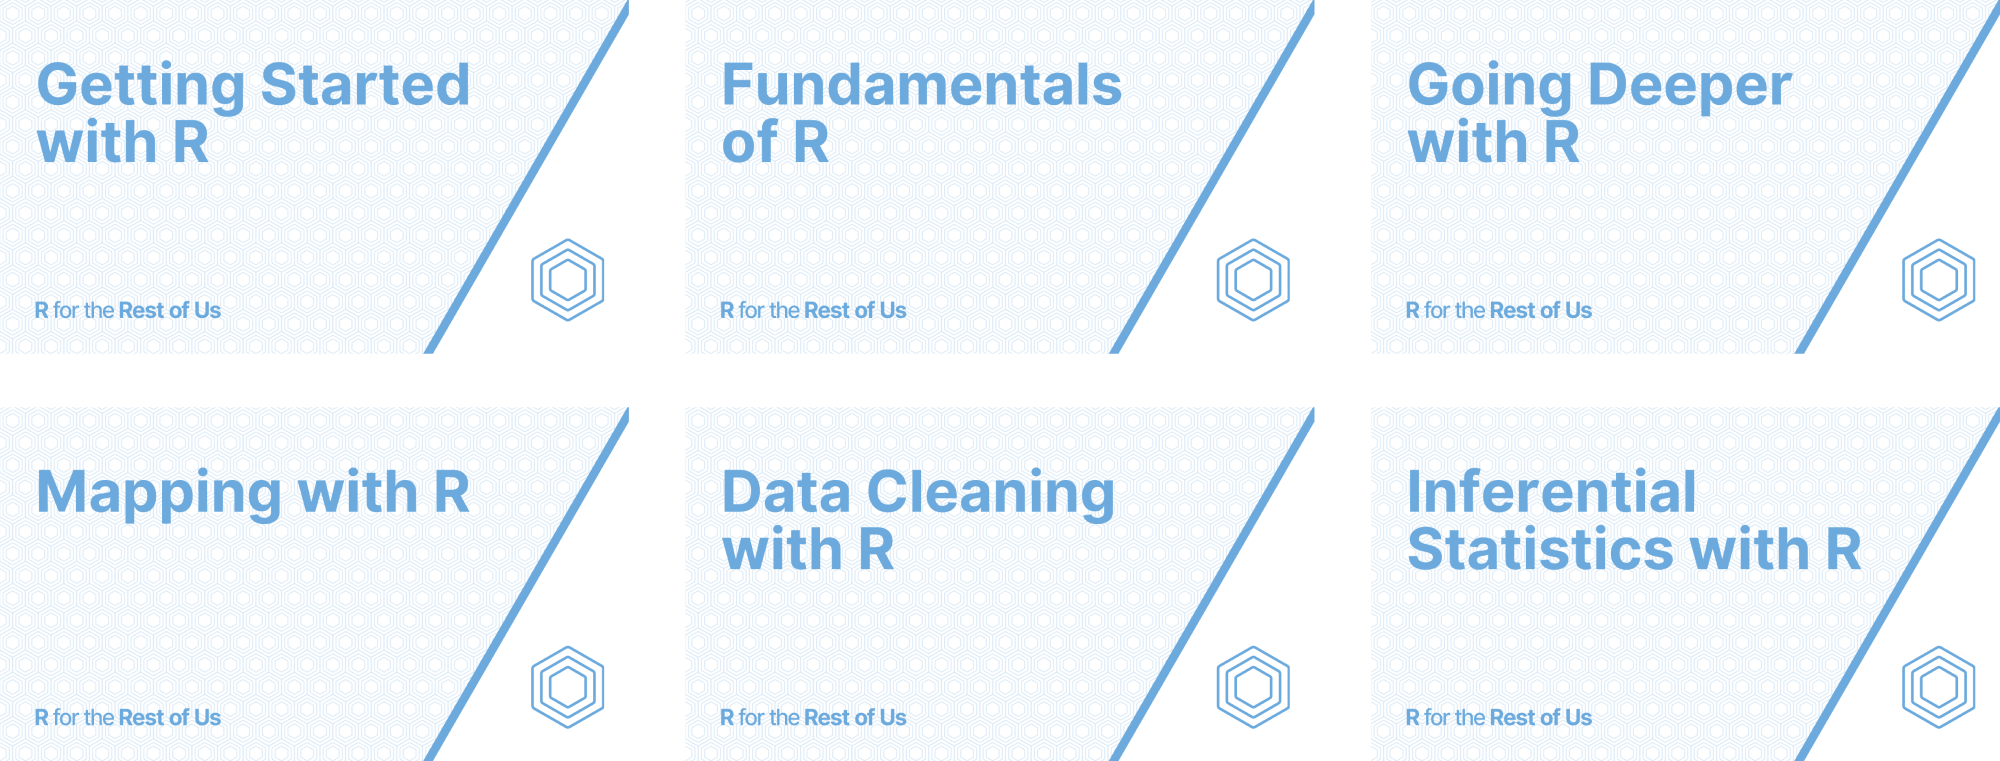 Getting Started
with R
R for the Rest of Us
Fundamentals
of R
R for the Rest of Us
Going Deeper
with R
R for the Rest of Us
Mapping with R
R for the Rest of Us
Data Cleaning
with R
R for the Rest of Us
Inferential
Statistics with R
R for the Rest of Us